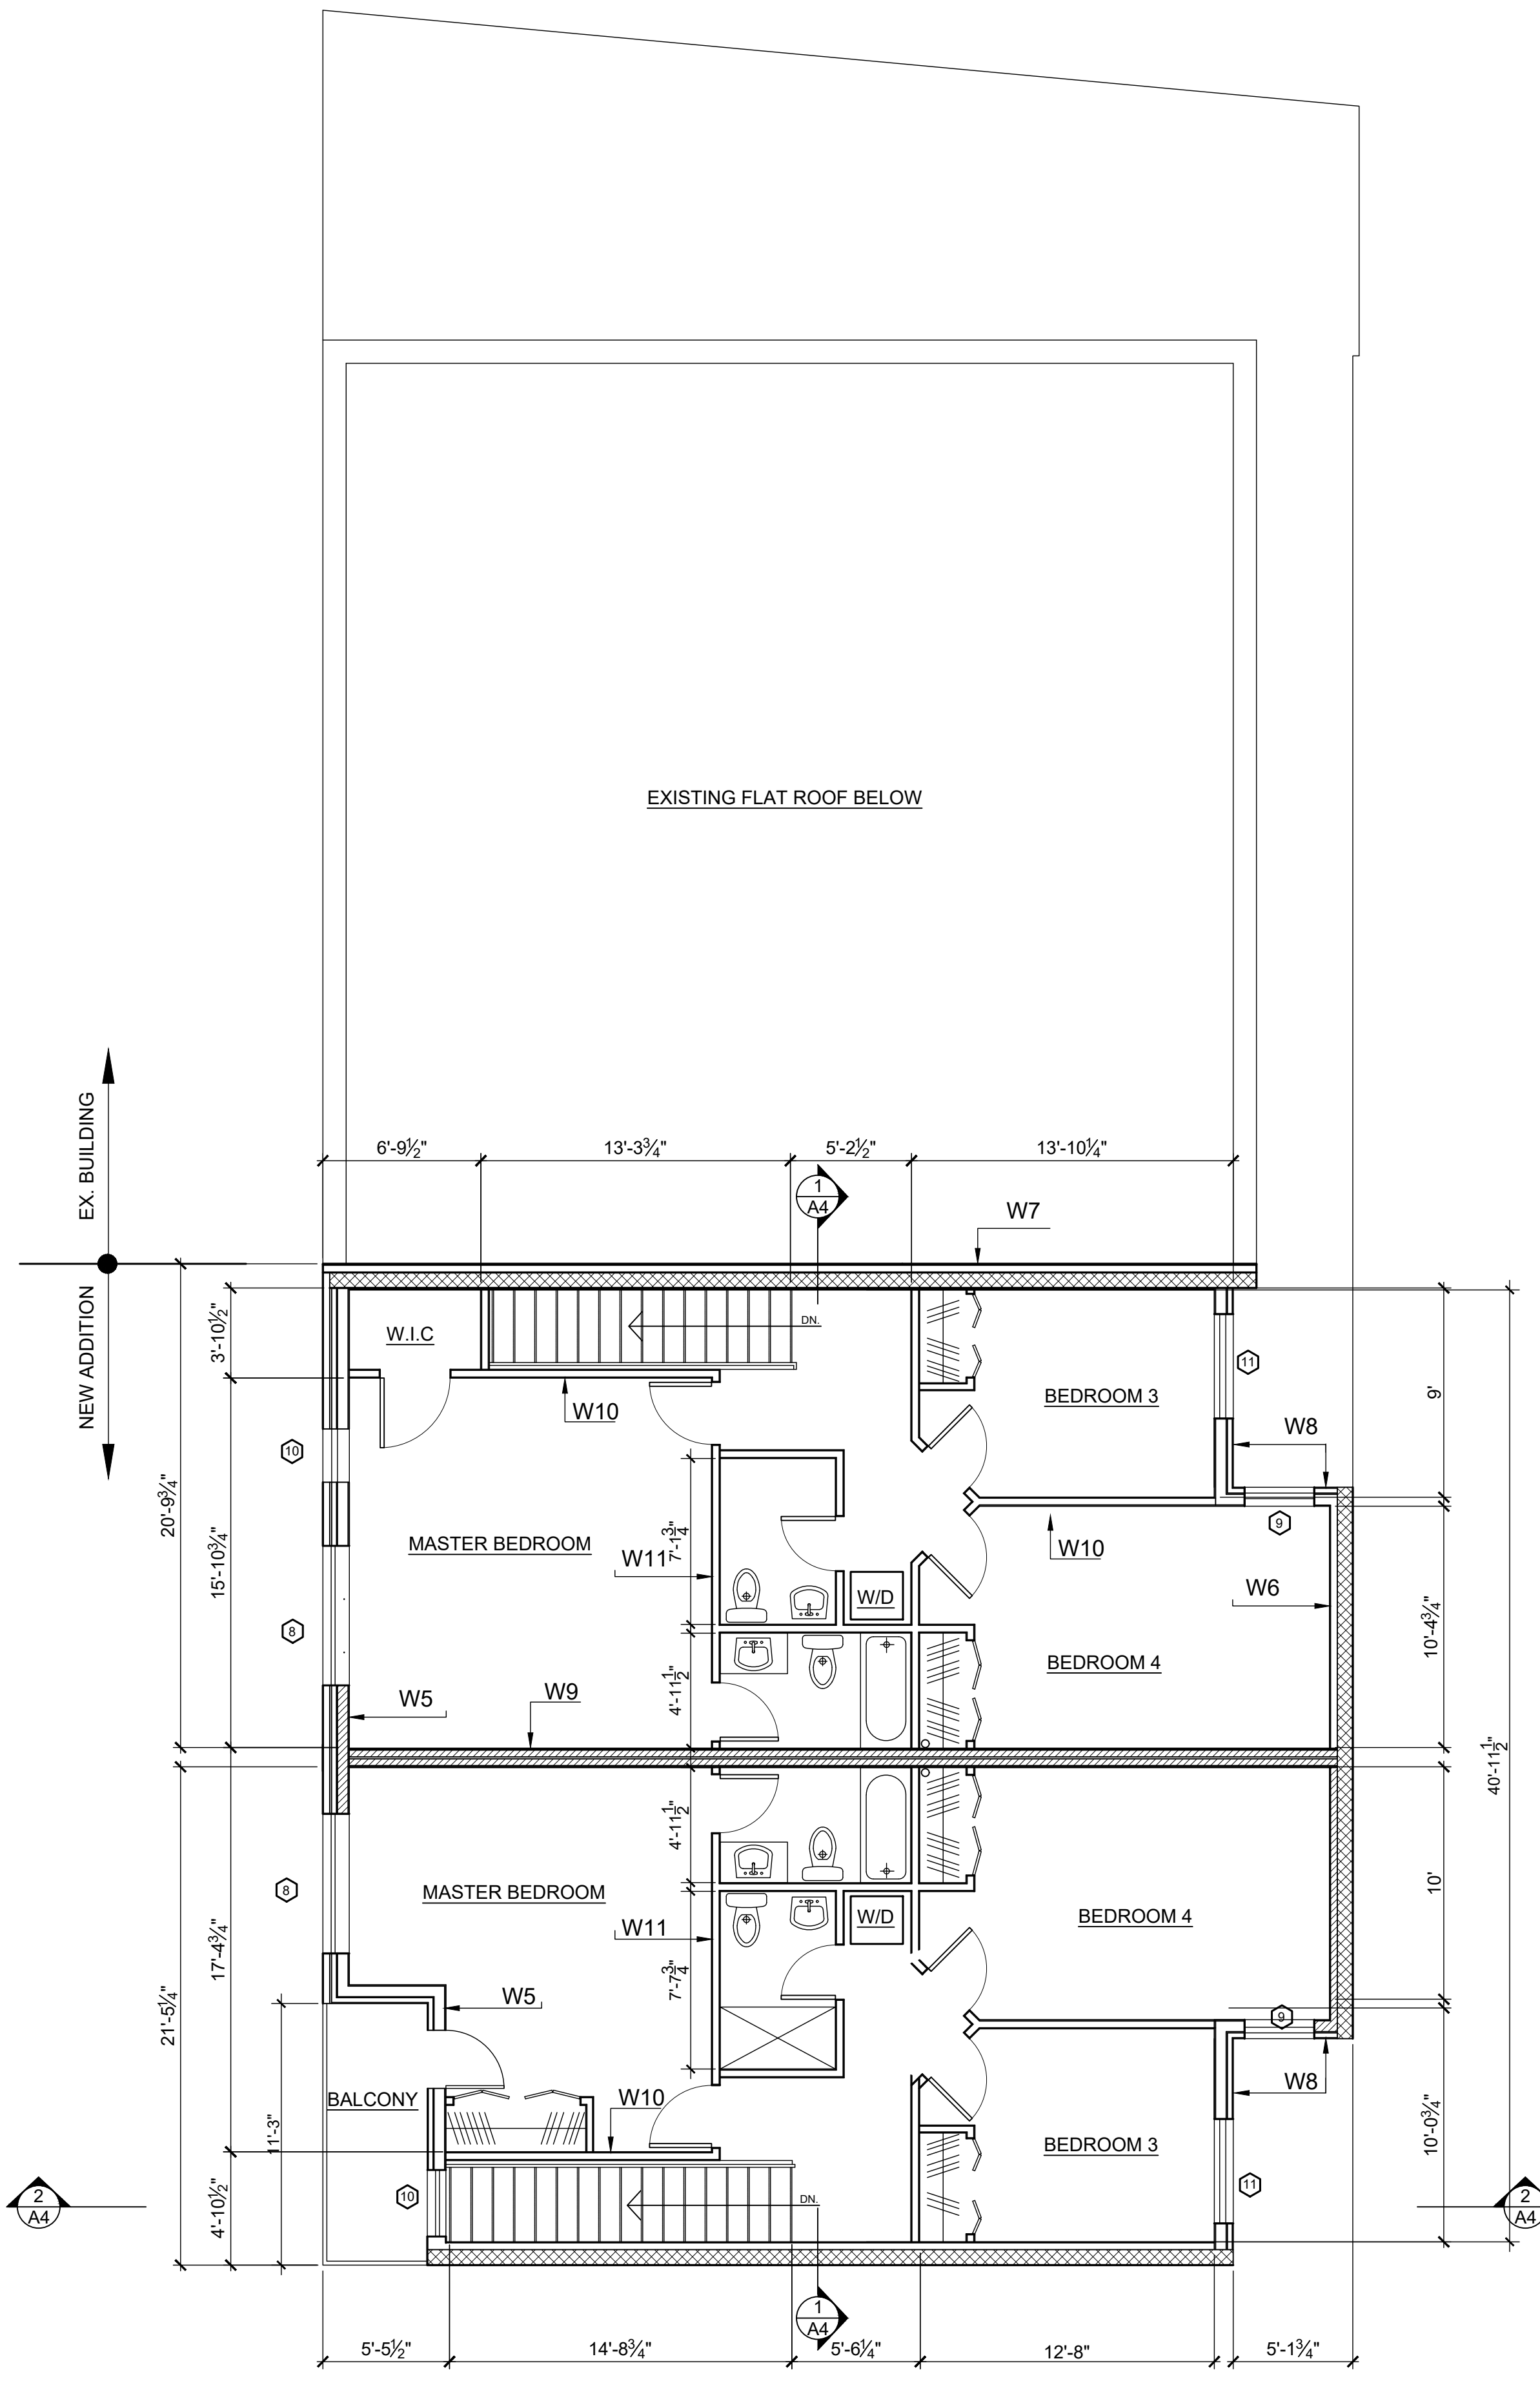 EXISTING FLAT ROOF BELOW
EX. BUILDING
NEW ADDITION
6'-9½"
13'-3¾"
5'-2½"
13'-10¼"
1
A4
W7
3'-10½"
W.I.C
DN.
11
BEDROOM 3
9'
W10
W8
10
20'-9¾"
15'-10¾"
MASTER BEDROOM
W11
7'-1¾"
9
W10
W/D
W6
8
10'-4¾"
BEDROOM 4
4'-11½"
W5
W9
40'-11½"
4'-11½"
10'
8
MASTER BEDROOM
W11
W/D
BEDROOM 4
17'-4¾"
7'-7¾"
W5
21'-5¼"
9
BALCONY
W10
W8
11'-3"
BEDROOM 3
10'-0¾"
2
A4
10
DN.
11
2
A4
4'-10½"
1
A4
5'-5½"
14'-8¾"
5'-6¼"
12'-8"
5'-1¾"